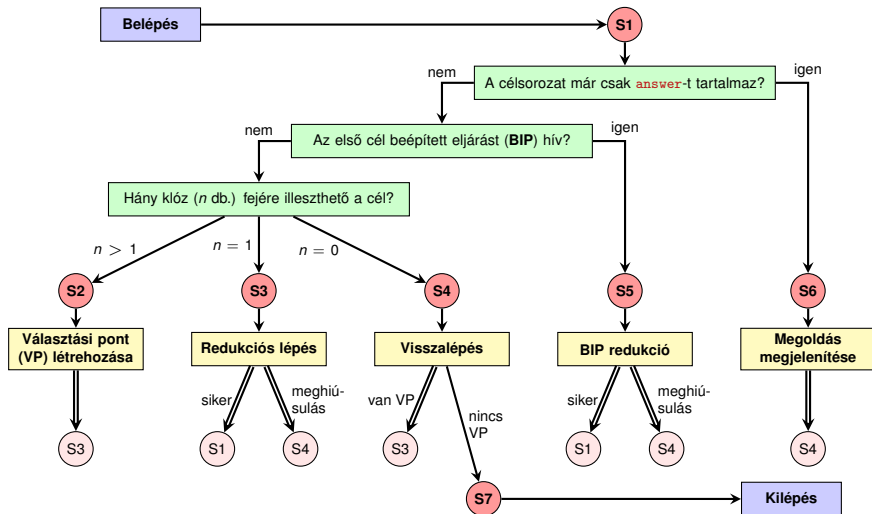 Belépés
S1
nem
igen
A célsorozat már csak answer-t tartalmaz?
nem
igen
Az első cél beépített eljárást (BIP) hív?
Hány klóz (n db.) fejére illeszthető a cél?
n > 1
n = 1
n = 0
S2
S3
S4
S5
S6
Választási pont
(VP) létrehozása
Redukciós lépés
Visszalépés
BIP redukció
Megoldás
megjelenítése
siker
meghiú-
sulás
van VP
nincs
VP
siker
meghiú-
sulás
S3
S1
S4
S3
S1
S4
S4
S7
Kilépés